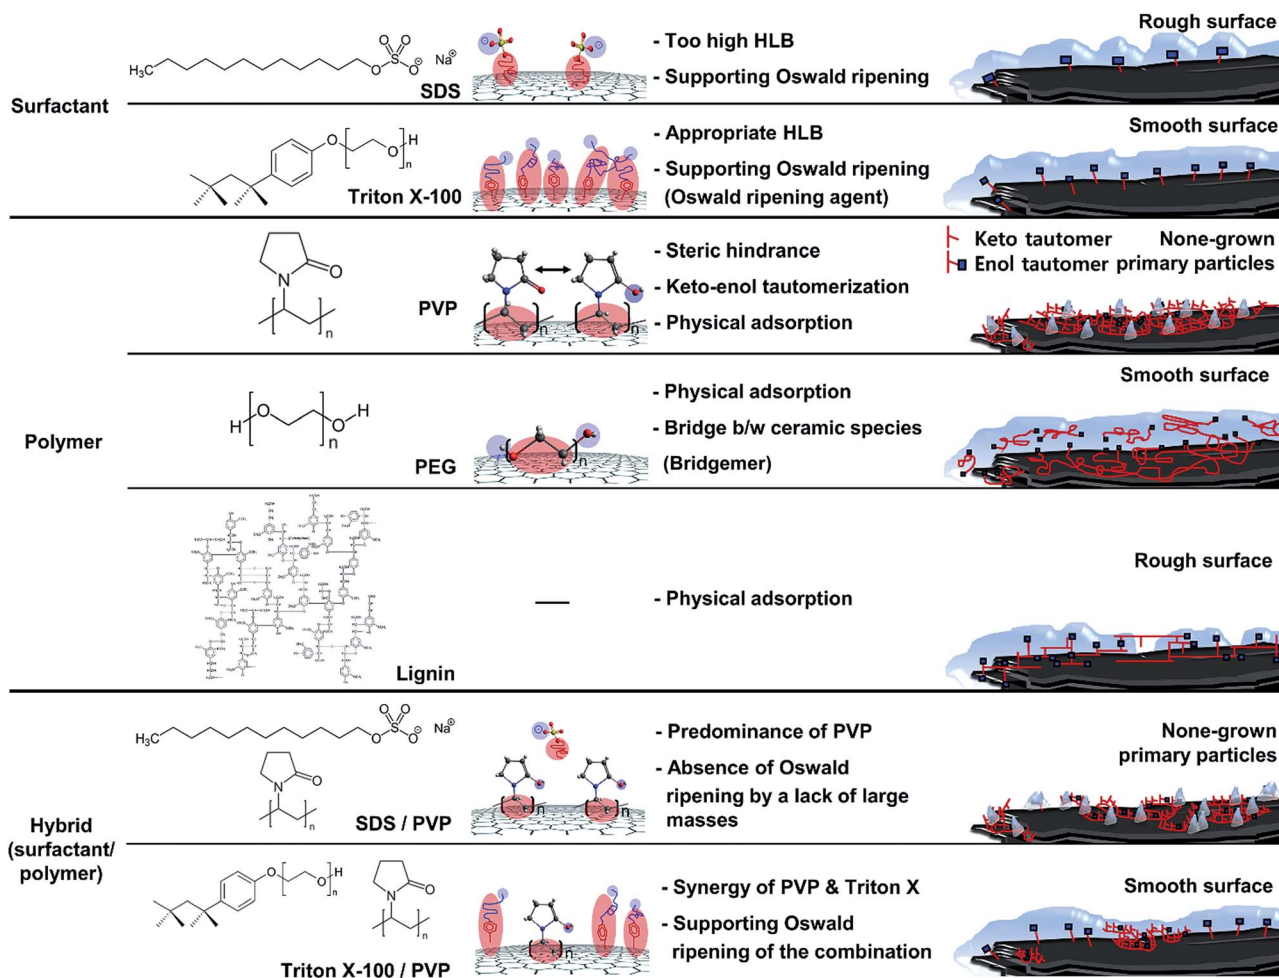 Surfactant
H₃C
O
O
S
O
O
⊖
Na⊕
SDS
- Too high HLB
- Supporting Oswald ripening
Rough surface
O
O
H
n
Triton X-100
- Appropriate HLB
- Supporting Oswald ripening
(Oswald ripening agent)
Smooth surface
Polymer
N
O
n
PVP
n
n
- Steric hindrance
- Keto-enol tautomerization
- Physical adsorption
Keto tautomer
Enol tautomer
None-grown
primary particles
H
O
n
O
H
PEG
n
- Physical adsorption
- Bridge b/w ceramic species
(Bridgemer)
Smooth surface
Lignin
—
- Physical adsorption
Rough surface
Hybrid
(surfactant/
polymer)
H₃C
O
O
S
O
O
⊖
Na⊕
N
O
n
SDS / PVP
n
n
- Predominance of PVP
- Absence of Oswald
ripening by a lack of large
masses
None-grown
primary particles
O
O
H
n
N
O
n
Triton X-100 / PVP
n
- Synergy of PVP & Triton X
- Supporting Oswald
ripening of the combination
Smooth surface